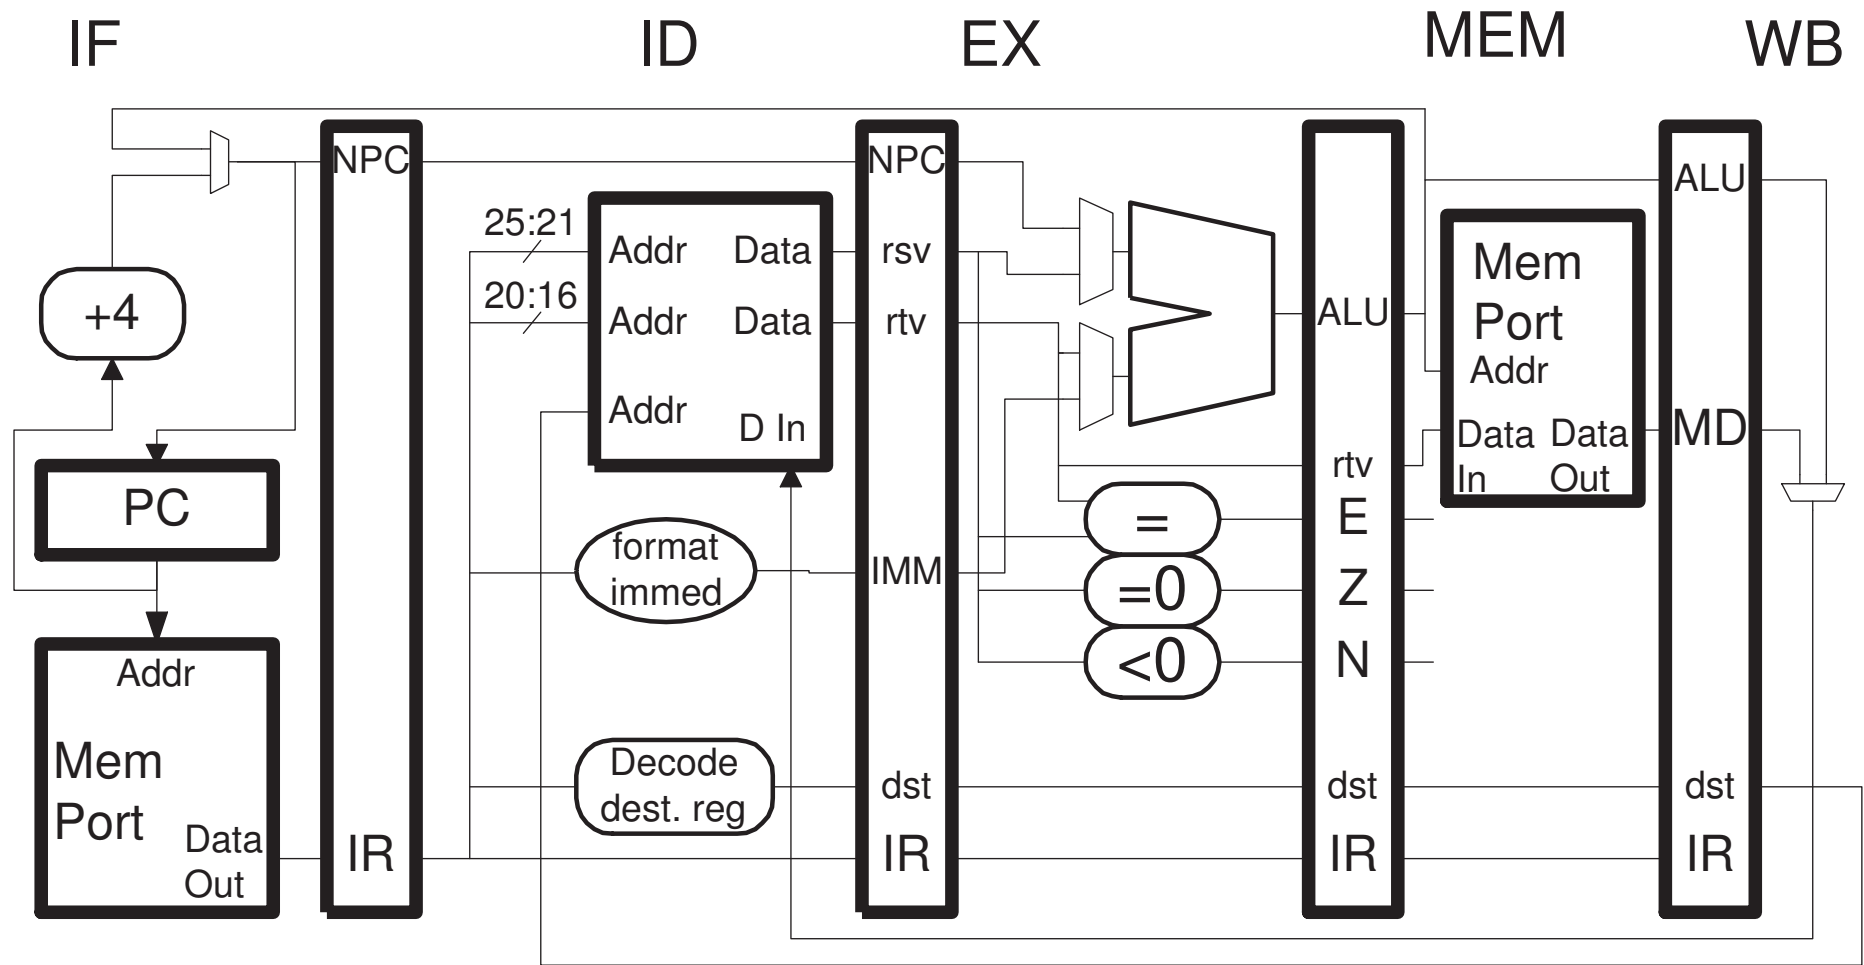 IF
ID
EX
MEM
WB
+4
PC
Addr
Mem
Port
Data
Out
NPC
IR
25:21
20:16
Addr
Data
Addr
Data
Addr
D In
format
immed
Decode
dest. reg
NPC
rsv
rtv
IMM
dst
IR
=
=0
<0
ALU
rtv
E
Z
N
dst
IR
Mem
Port
Addr
Data
In
Data
Out
ALU
MD
dst
IR